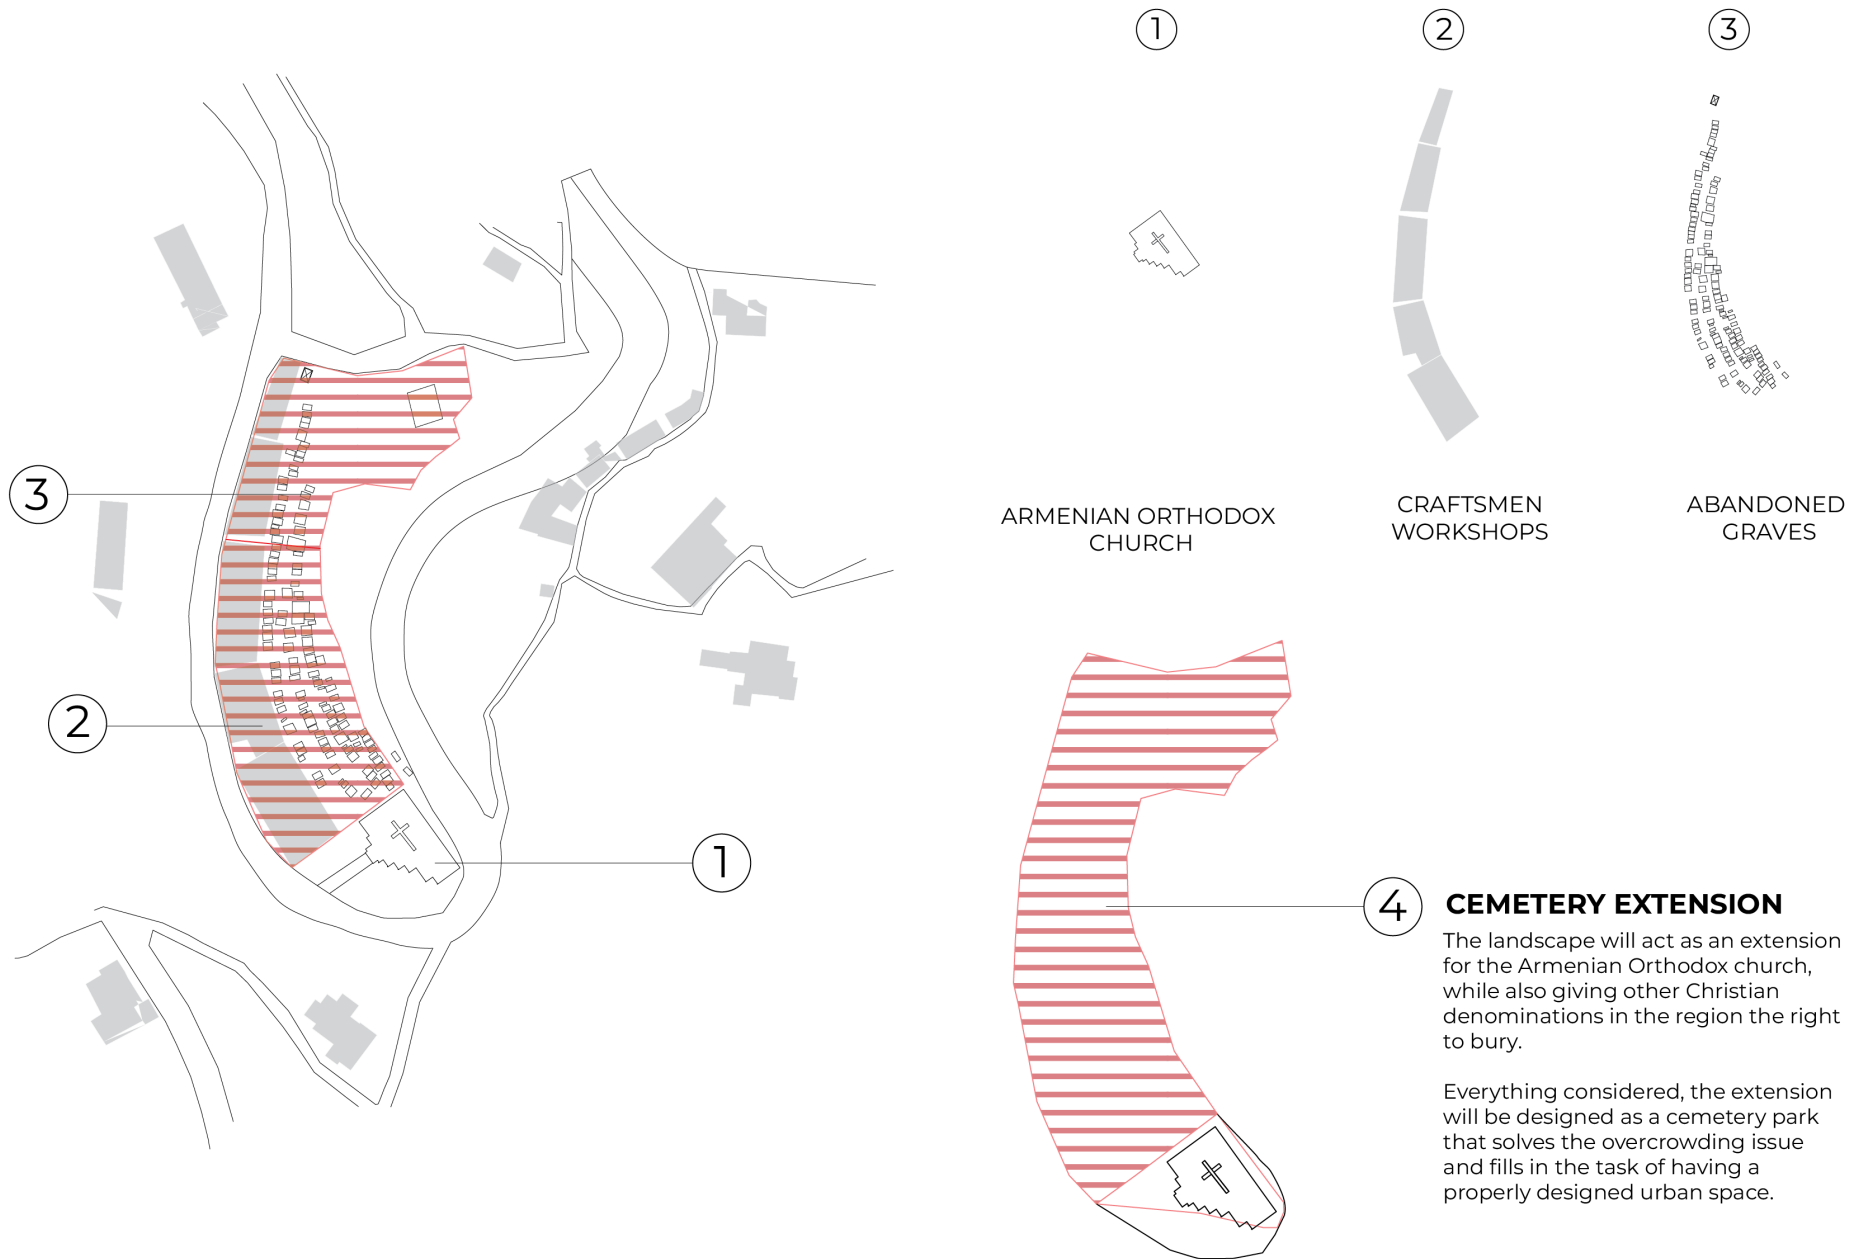 1
2
3
3
2
1
ARMENIAN ORTHODOX
CHURCH
CRAFTSMEN
WORKSHOPS
ABANDONED
GRAVES
4
CEMETERY EXTENSION
The landscape will act as an extension
for the Armenian Orthodox church,
while also giving other Christian
denominations in the region the right
to bury.
Everything considered, the extension
will be designed as a cemetery park
that solves the overcrowding issue
and fills in the task of having a
properly designed urban space.